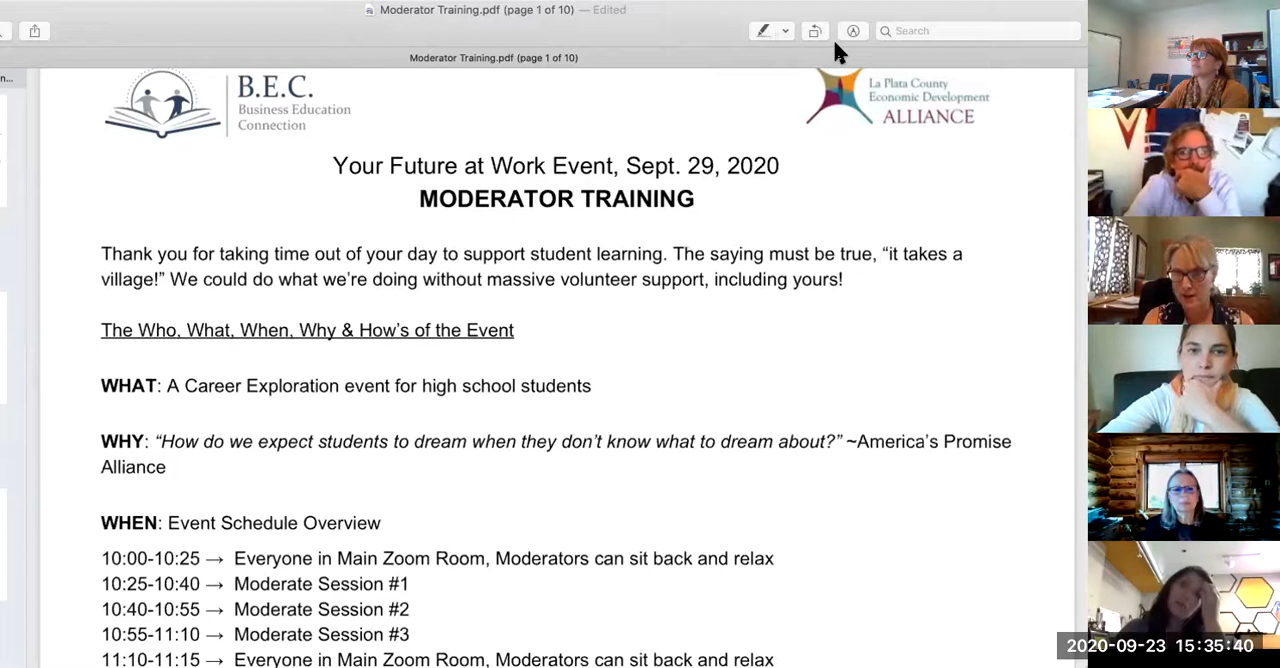 Moderator Training.pdf (page 1 of 10) — Edited
Search
Moderator Training.pdf (page 1 of 10)
n...
B.E.C.
Business Education
Connection
La Plata County
Economic Development
ALLIANCE
Your Future at Work Event, Sept. 29, 2020
MODERATOR TRAINING
Thank you for taking time out of your day to support student learning. The saying must be true, “it takes a
village!” We could do what we’re doing without massive volunteer support, including yours!
The Who, What, When, Why & How’s of the Event
WHAT: A Career Exploration event for high school students
WHY: “How do we expect students to dream when they don’t know what to dream about?” ~America’s Promise
Alliance
WHEN: Event Schedule Overview
10:00-10:25 → Everyone in Main Zoom Room, Moderators can sit back and relax
10:25-10:40 → Moderate Session #1
10:40-10:55 → Moderate Session #2
10:55-11:10 → Moderate Session #3
11:10-11:15 → Everyone in Main Zoom Room, Moderators can sit back and relax
2020-09-23 15:35:40